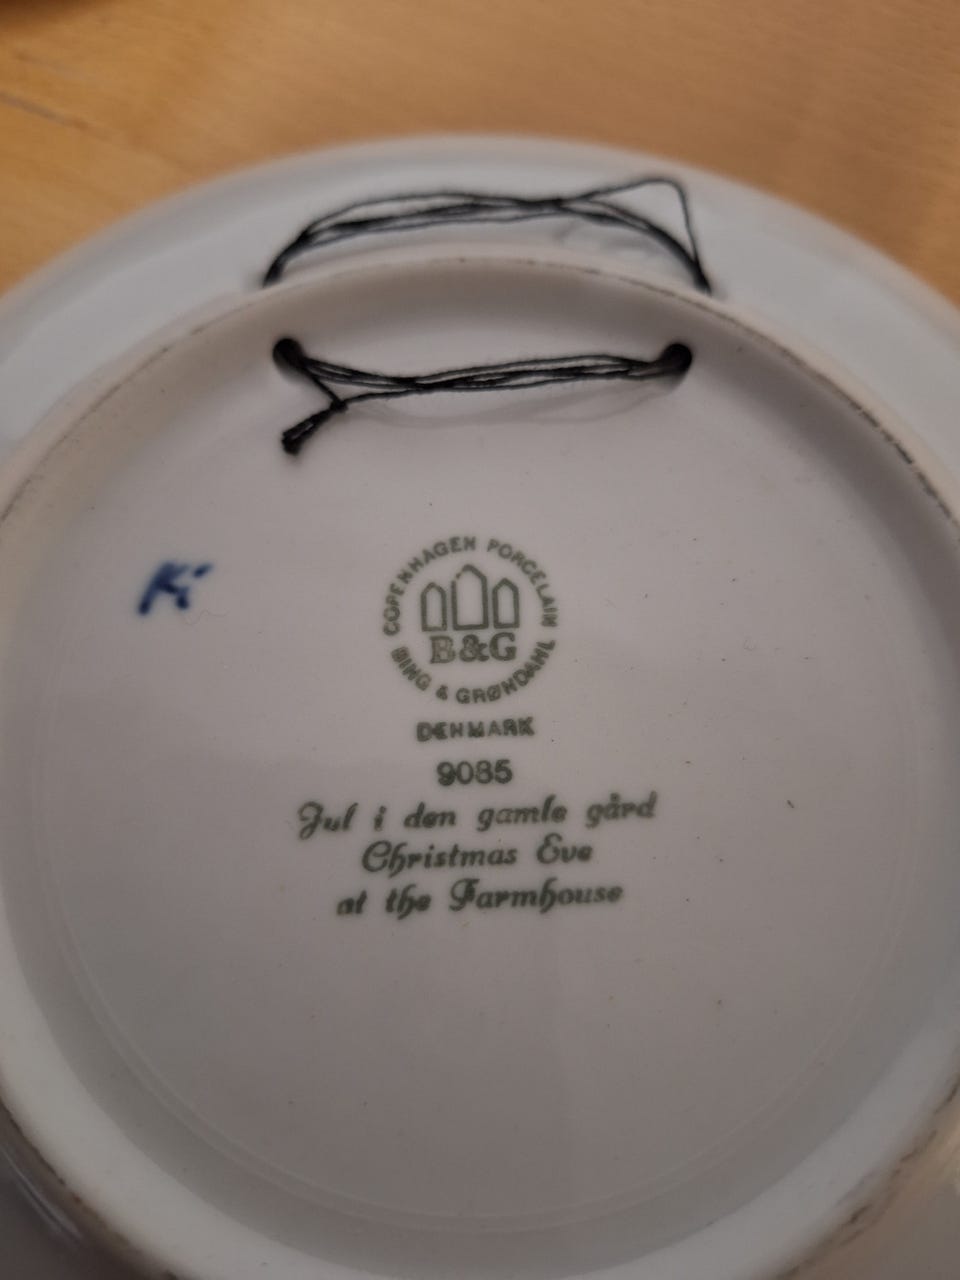 COPENHAGEN PORCELAIN
B&G
BING & GRØNDAHL
DENMARK
9085
Jul i den gamle gård
Christmas Eve
at the Farmhouse